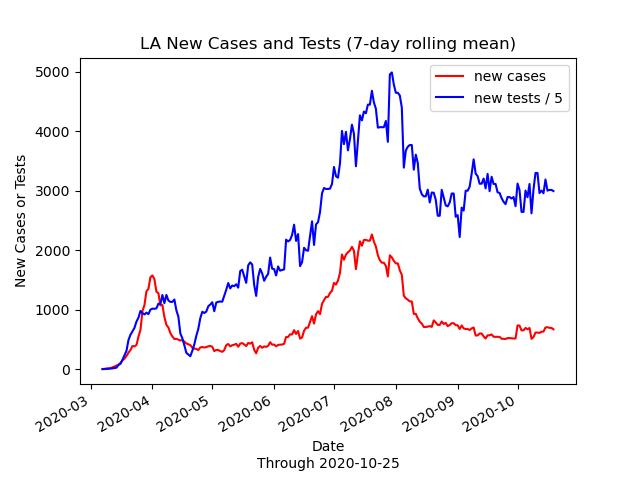 LA New Cases and Tests (7-day rolling mean)
new cases
new tests / 5
New Cases or Tests
5000
4000
3000
2000
1000
0
2020-03
2020-04
2020-05
2020-06
2020-07
2020-08
2020-09
2020-10
Date
Through 2020-10-25